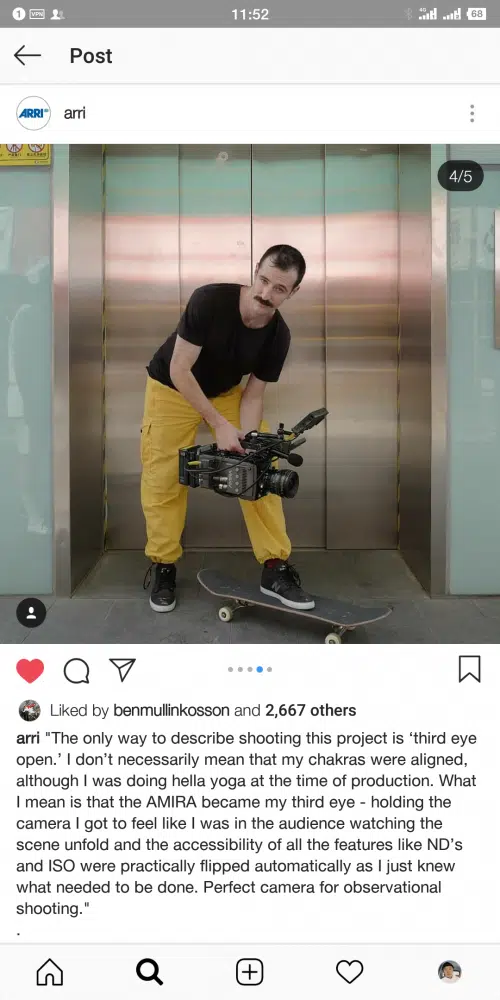 1 VPN 11:52 4G 68
Post
ARRI arri
4/5
Liked by benmullinkosson and 2,667 others
arri "The only way to describe shooting this project is ‘third eye
open.’ I don’t necessarily mean that my chakras were aligned,
although I was doing hella yoga at the time of production. What
I mean is that the AMIRA became my third eye - holding the
camera I got to feel like I was in the audience watching the
scene unfold and the accessibility of all the features like ND’s
and ISO were practically flipped automatically as I just knew
what needed to be done. Perfect camera for observational
shooting."
.